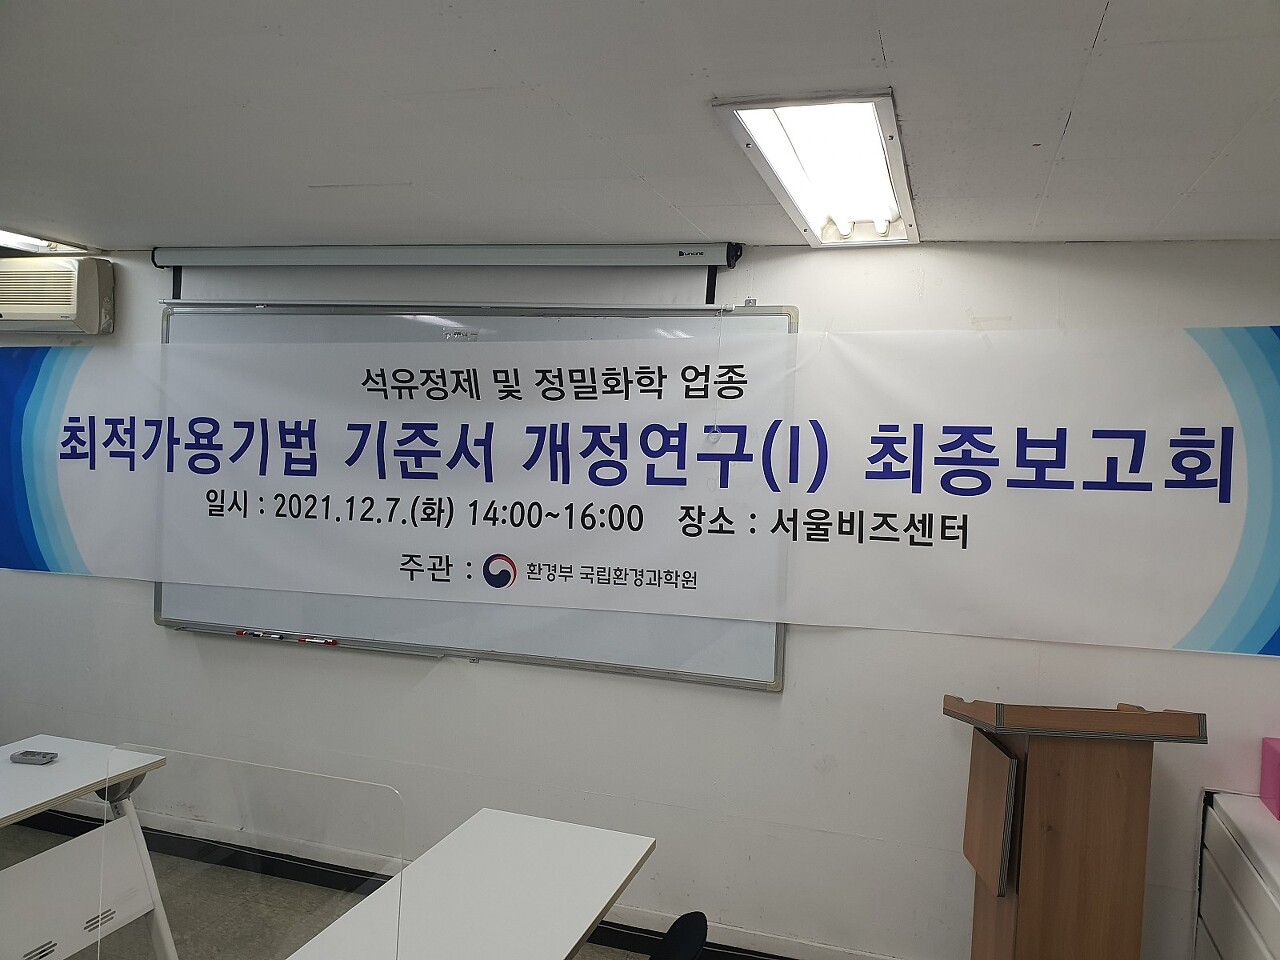 석유정제 및 정밀화학 업종
최적가용기법 기준서 개정연구(I) 최종보고회
일시 : 2021.12.7.(화) 14:00~16:00 장소 : 서울비즈센터
주관 : 환경부 국립환경과학원